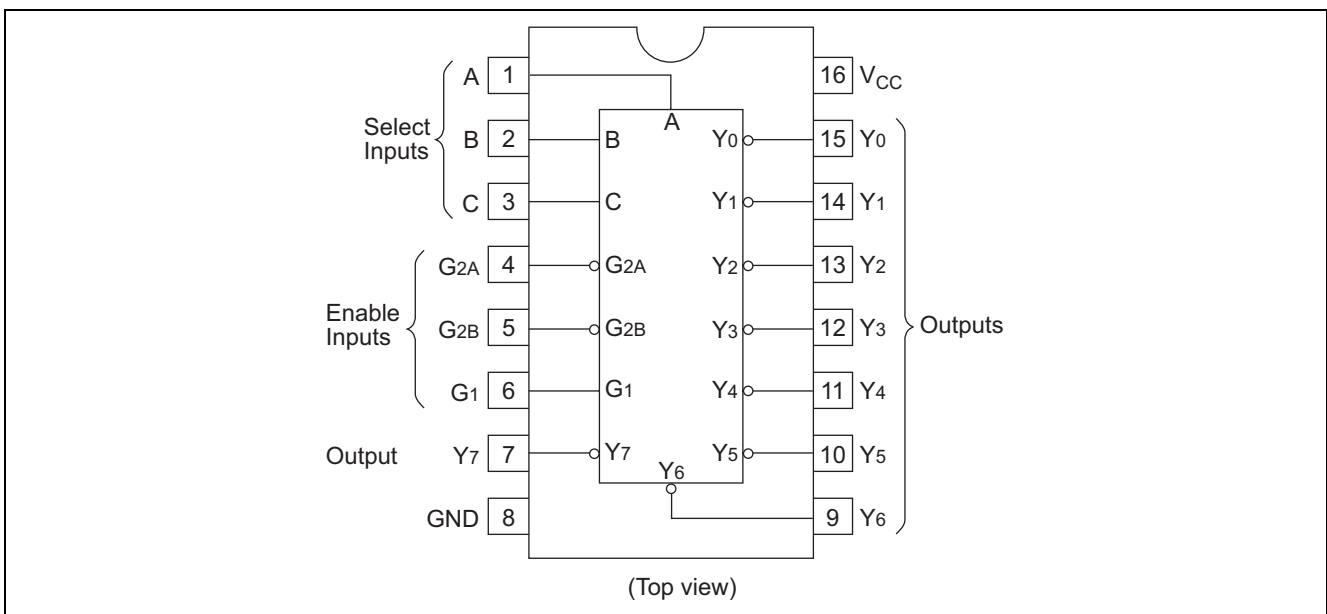 A 1
B 2
C 3
Select
Inputs
G2A 4
G2B 5
G1 6
Enable
Inputs
Output Y7 7
GND 8
A
B
C
G2A
G2B
G1
Y7
Y0
Y1
Y2
Y3
Y4
Y5
Y6
16 VCC
15 Y0
14 Y1
13 Y2
12 Y3
11 Y4
10 Y5
9 Y6
Outputs
(Top view)